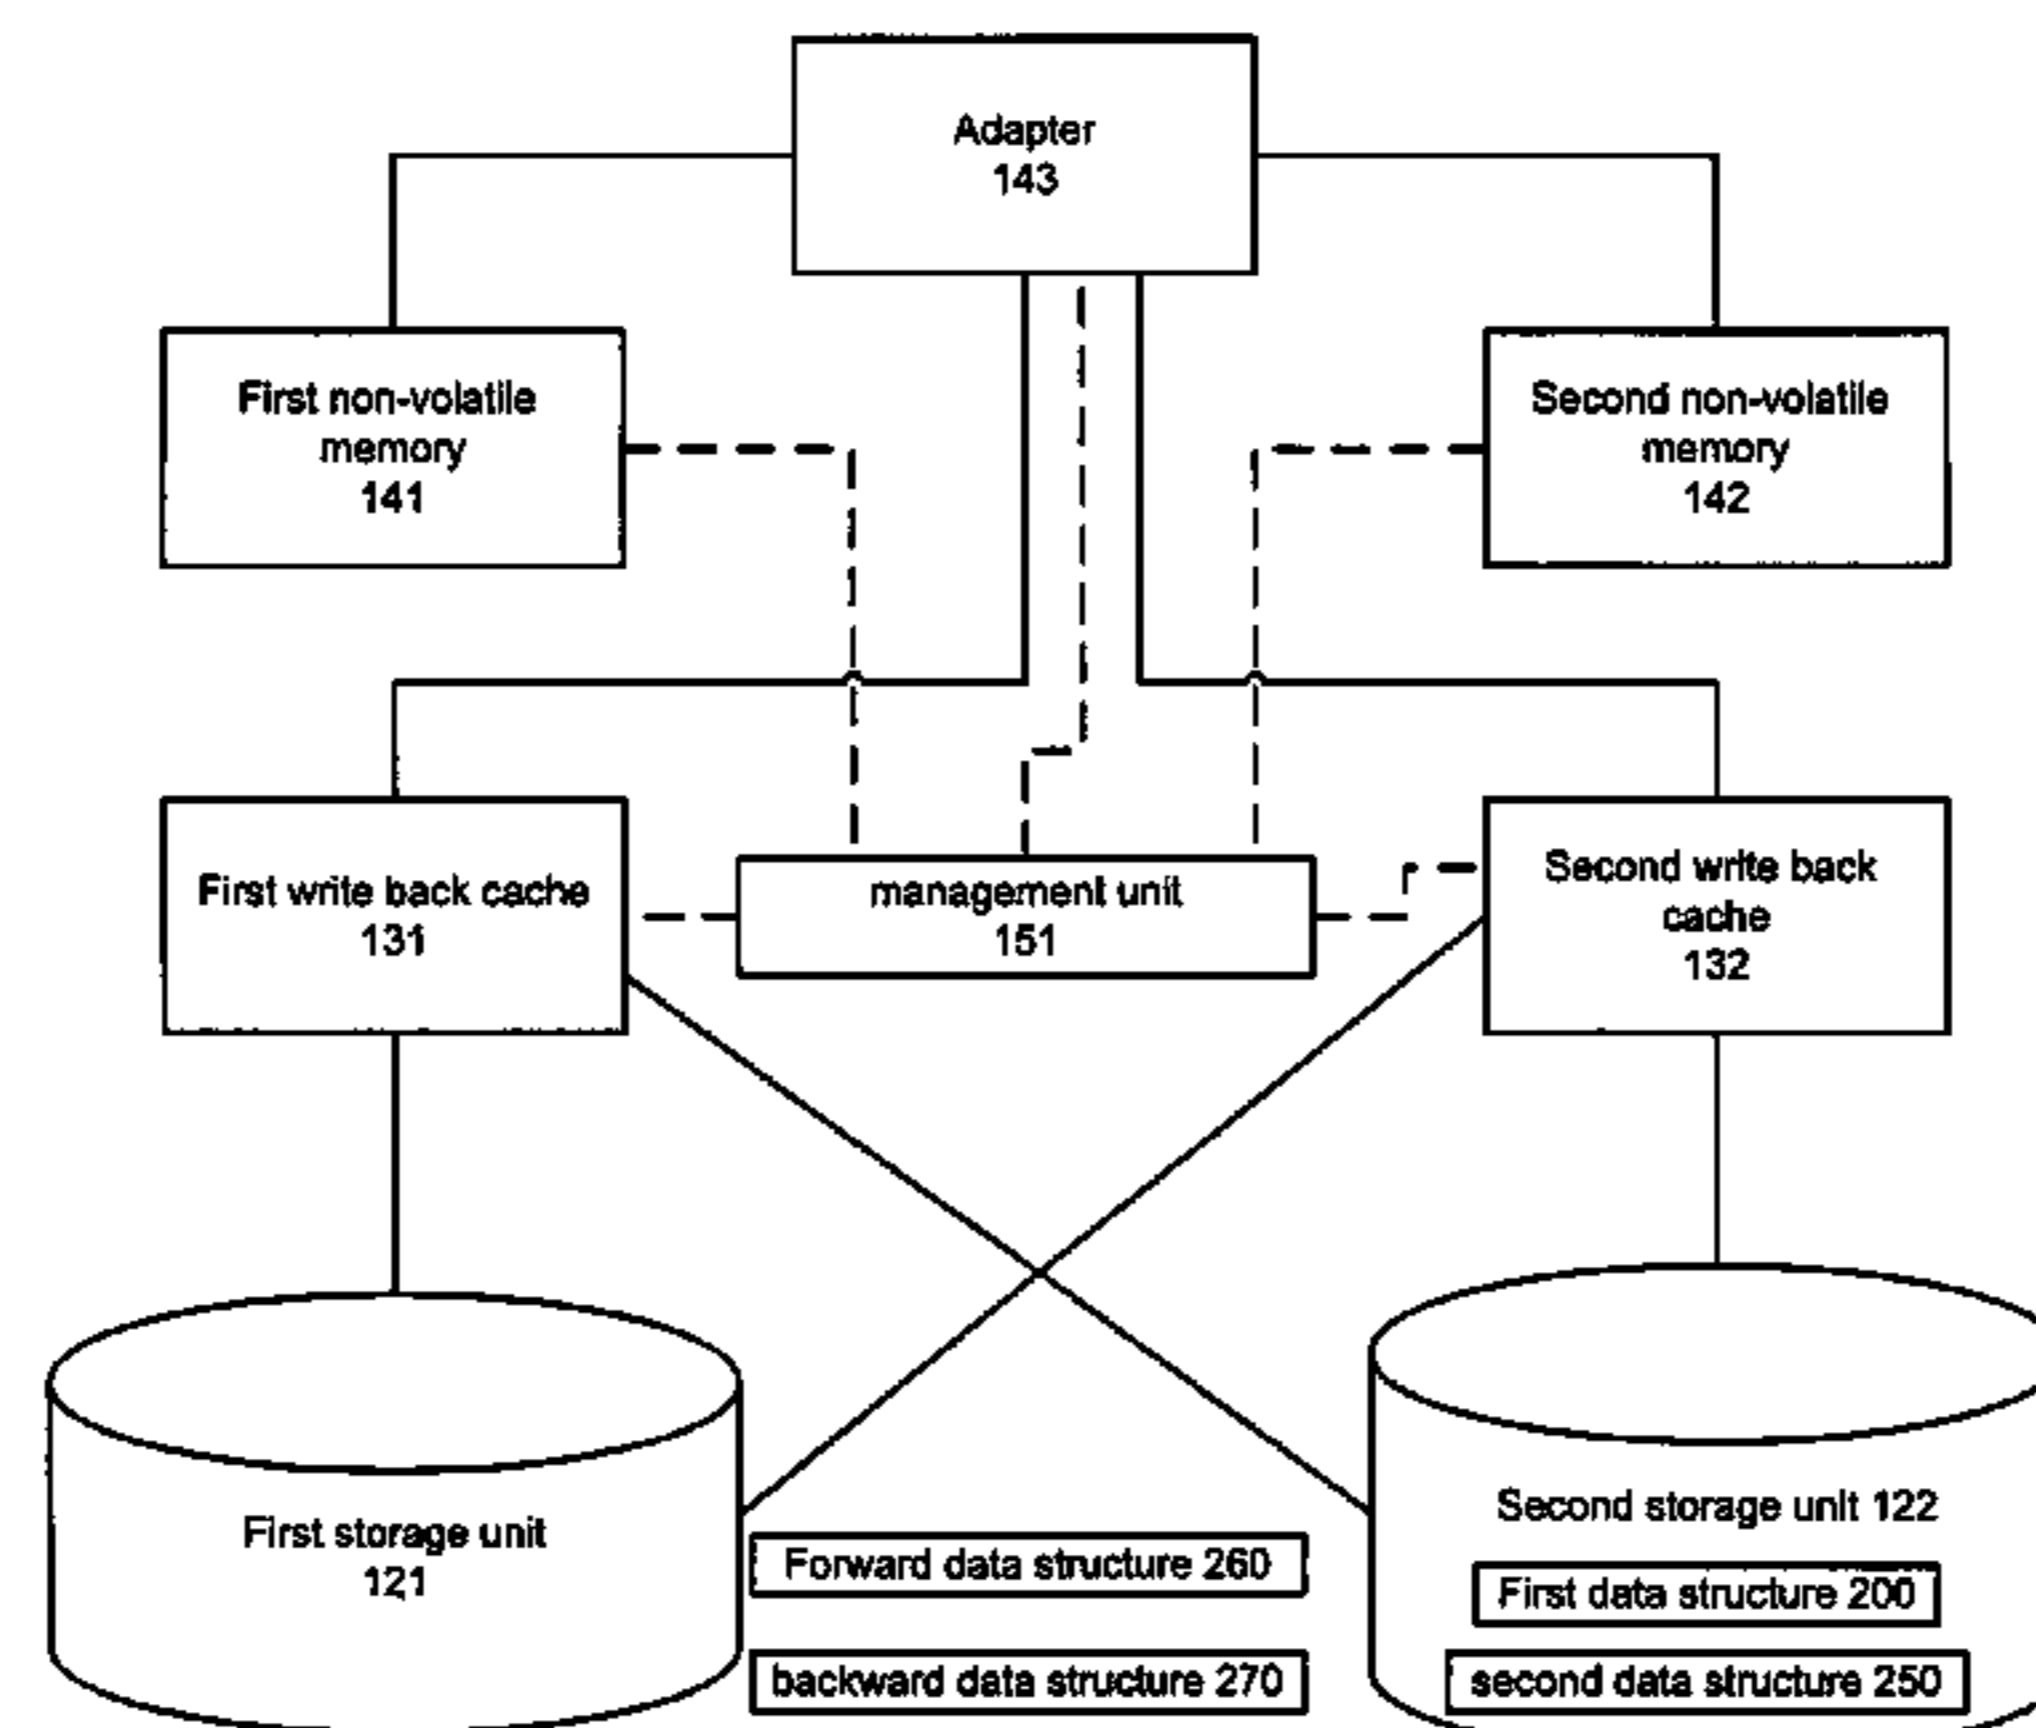 Adapter
143
First non-volatile
memory
141
Second non-volatile
memory
142
First write back cache
131
management unit
151
Second write back
cache
132
First storage unit
121
Forward data structure 260
backward data structure 270
Second storage unit 122
First data structure 200
second data structure 250